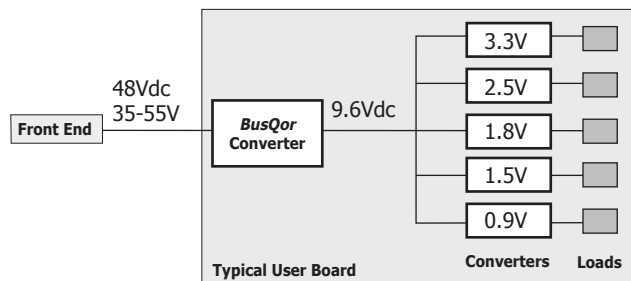 48Vdc
35-55V
Front End
BusQor
Converter
9.6Vdc
3.3V
2.5V
1.8V
1.5V
0.9V
Converters
Loads
Typical User Board